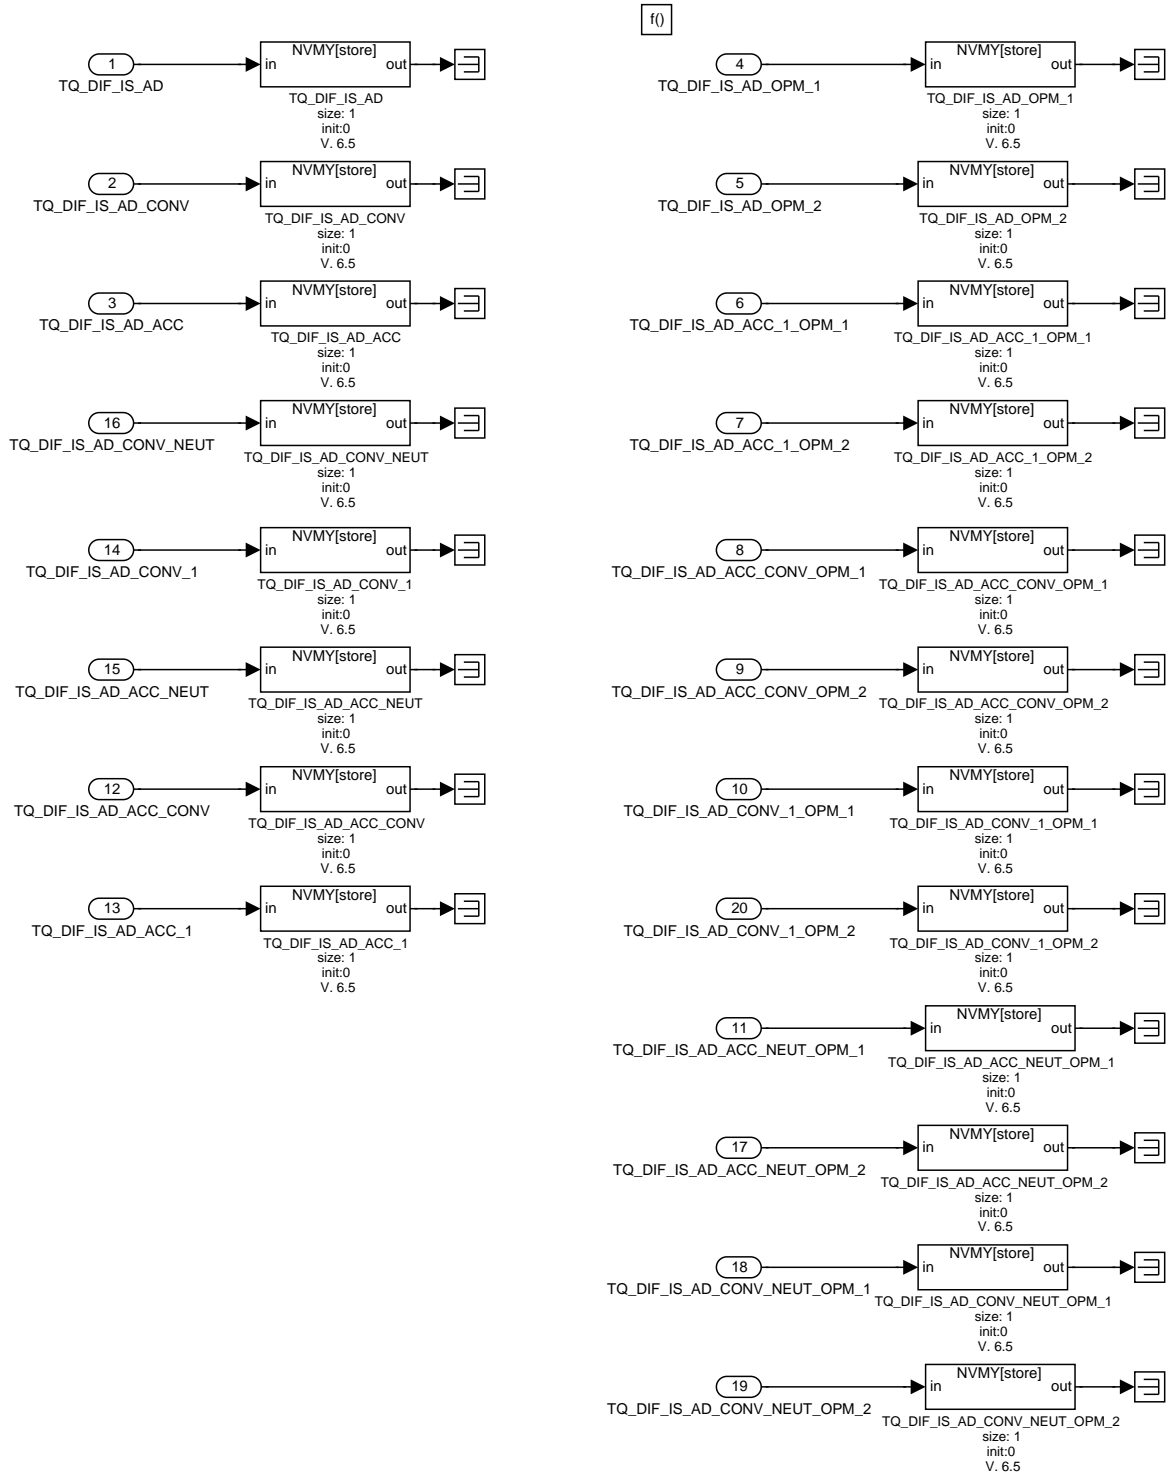 f()
1
NVMY[store]
in out
TQ_DIF_IS_AD
TQ_DIF_IS_AD
size: 1
init:0
V. 6.5
2
NVMY[store]
in out
TQ_DIF_IS_AD_CONV
TQ_DIF_IS_AD_CONV
size: 1
init:0
V. 6.5
3
NVMY[store]
in out
TQ_DIF_IS_AD_ACC
TQ_DIF_IS_AD_ACC
size: 1
init:0
V. 6.5
16
NVMY[store]
in out
TQ_DIF_IS_AD_CONV_NEUT
TQ_DIF_IS_AD_CONV_NEUT
size: 1
init:0
V. 6.5
14
NVMY[store]
in out
TQ_DIF_IS_AD_CONV_1
TQ_DIF_IS_AD_CONV_1
size: 1
init:0
V. 6.5
15
NVMY[store]
in out
TQ_DIF_IS_AD_ACC_NEUT
TQ_DIF_IS_AD_ACC_NEUT
size: 1
init:0
V. 6.5
12
NVMY[store]
in out
TQ_DIF_IS_AD_ACC_CONV
TQ_DIF_IS_AD_ACC_CONV
size: 1
init:0
V. 6.5
13
NVMY[store]
in out
TQ_DIF_IS_AD_ACC_1
TQ_DIF_IS_AD_ACC_1
size: 1
init:0
V. 6.5
4
NVMY[store]
in out
TQ_DIF_IS_AD_OPM_1
TQ_DIF_IS_AD_OPM_1
size: 1
init:0
V. 6.5
5
NVMY[store]
in out
TQ_DIF_IS_AD_OPM_2
TQ_DIF_IS_AD_OPM_2
size: 1
init:0
V. 6.5
6
NVMY[store]
in out
TQ_DIF_IS_AD_ACC_1_OPM_1
TQ_DIF_IS_AD_ACC_1_OPM_1
size: 1
init:0
V. 6.5
7
NVMY[store]
in out
TQ_DIF_IS_AD_ACC_1_OPM_2
TQ_DIF_IS_AD_ACC_1_OPM_2
size: 1
init:0
V. 6.5
8
NVMY[store]
in out
TQ_DIF_IS_AD_ACC_CONV_OPM_1
TQ_DIF_IS_AD_ACC_CONV_OPM_1
size: 1
init:0
V. 6.5
9
NVMY[store]
in out
TQ_DIF_IS_AD_ACC_CONV_OPM_2
TQ_DIF_IS_AD_ACC_CONV_OPM_2
size: 1
init:0
V. 6.5
10
NVMY[store]
in out
TQ_DIF_IS_AD_CONV_1_OPM_1
TQ_DIF_IS_AD_CONV_1_OPM_1
size: 1
init:0
V. 6.5
20
NVMY[store]
in out
TQ_DIF_IS_AD_CONV_1_OPM_2
TQ_DIF_IS_AD_CONV_1_OPM_2
size: 1
init:0
V. 6.5
11
NVMY[store]
in out
TQ_DIF_IS_AD_ACC_NEUT_OPM_1
TQ_DIF_IS_AD_ACC_NEUT_OPM_1
size: 1
init:0
V. 6.5
17
NVMY[store]
in out
TQ_DIF_IS_AD_ACC_NEUT_OPM_2
TQ_DIF_IS_AD_ACC_NEUT_OPM_2
size: 1
init:0
V. 6.5
18
NVMY[store]
in out
TQ_DIF_IS_AD_CONV_NEUT_OPM_1
TQ_DIF_IS_AD_CONV_NEUT_OPM_1
size: 1
init:0
V. 6.5
19
NVMY[store]
in out
TQ_DIF_IS_AD_CONV_NEUT_OPM_2
TQ_DIF_IS_AD_CONV_NEUT_OPM_2
size: 1
init:0
V. 6.5